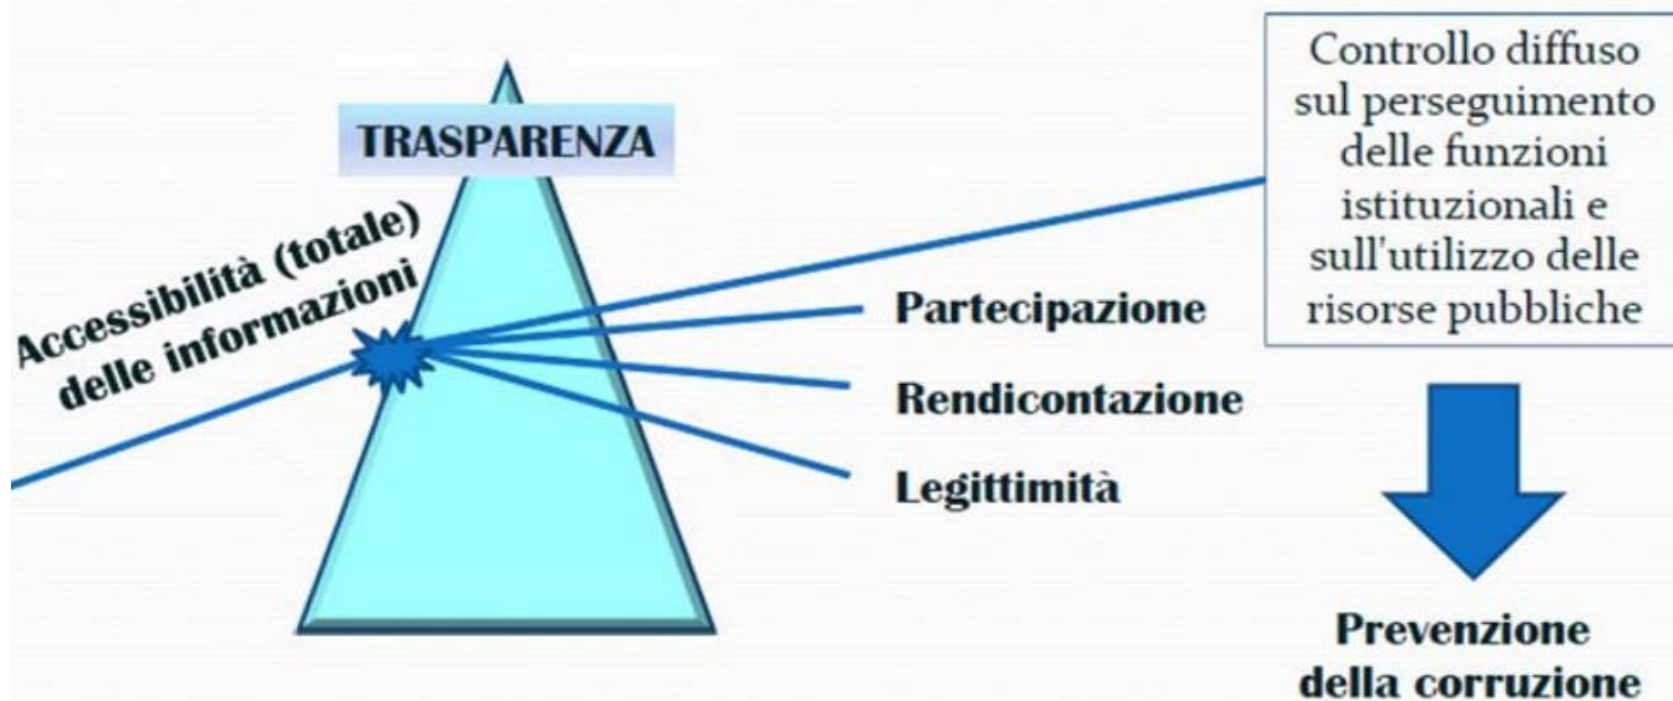 TRASPARENZA
Accessibilità (totale)
delle informazioni
Controllo diffuso
sul perseguimento
delle funzioni
istituzionali e
sull'utilizzo delle
risorse pubbliche
Partecipazione
Rendicontazione
Legittimità
Prevenzione
della corruzione